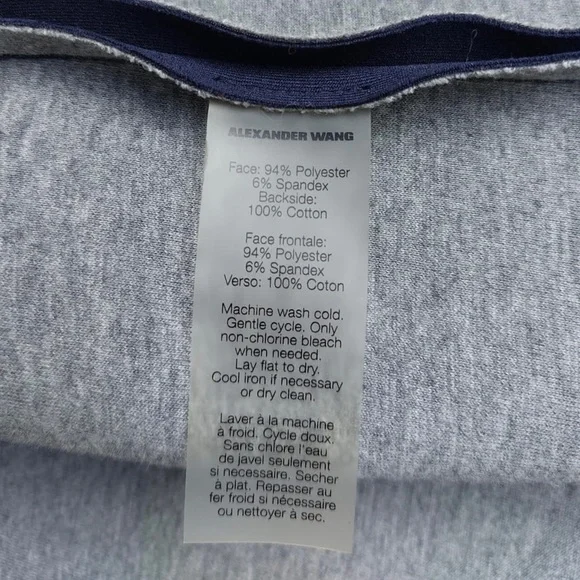 ALEXANDER WANG
Face: 94% Polyester
6% Spandex
Backside:
100% Cotton
Face frontale:
94% Polyester
6% Spandex
Verso: 100% Coton
Machine wash cold.
Gentle cycle. Only
non-chlorine bleach
when needed.
Lay flat to dry.
Cool iron if necessary
or dry clean.
Laver à la machine
à froid. Cycle doux.
Sans chlore l'eau
de javel seulement
si necessaire. Secher
à plat. Repasser au
fer froid si nécessaire
ou nettoyer à sec.